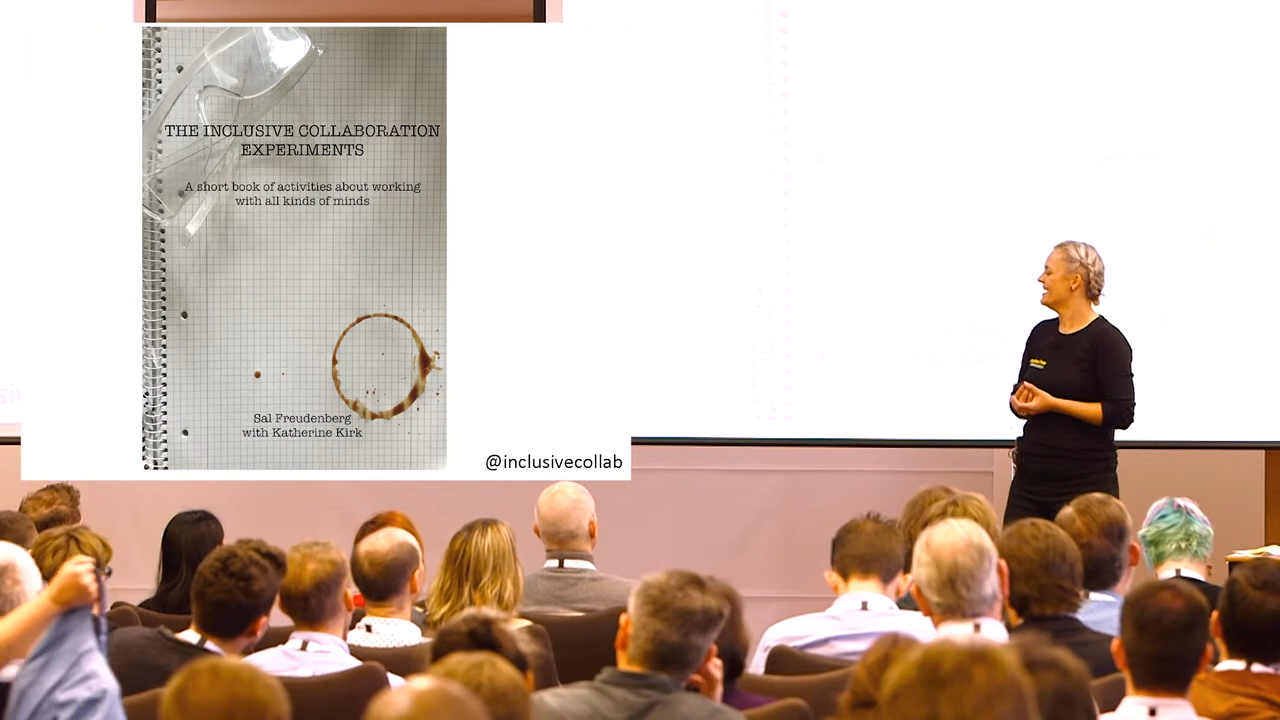 THE INCLUSIVE COLLABORATION
EXPERIMENTS
A short book of activities about working
with all kinds of minds
Sal Freudenberg
with Katherine Kirk
@inclusivecollab